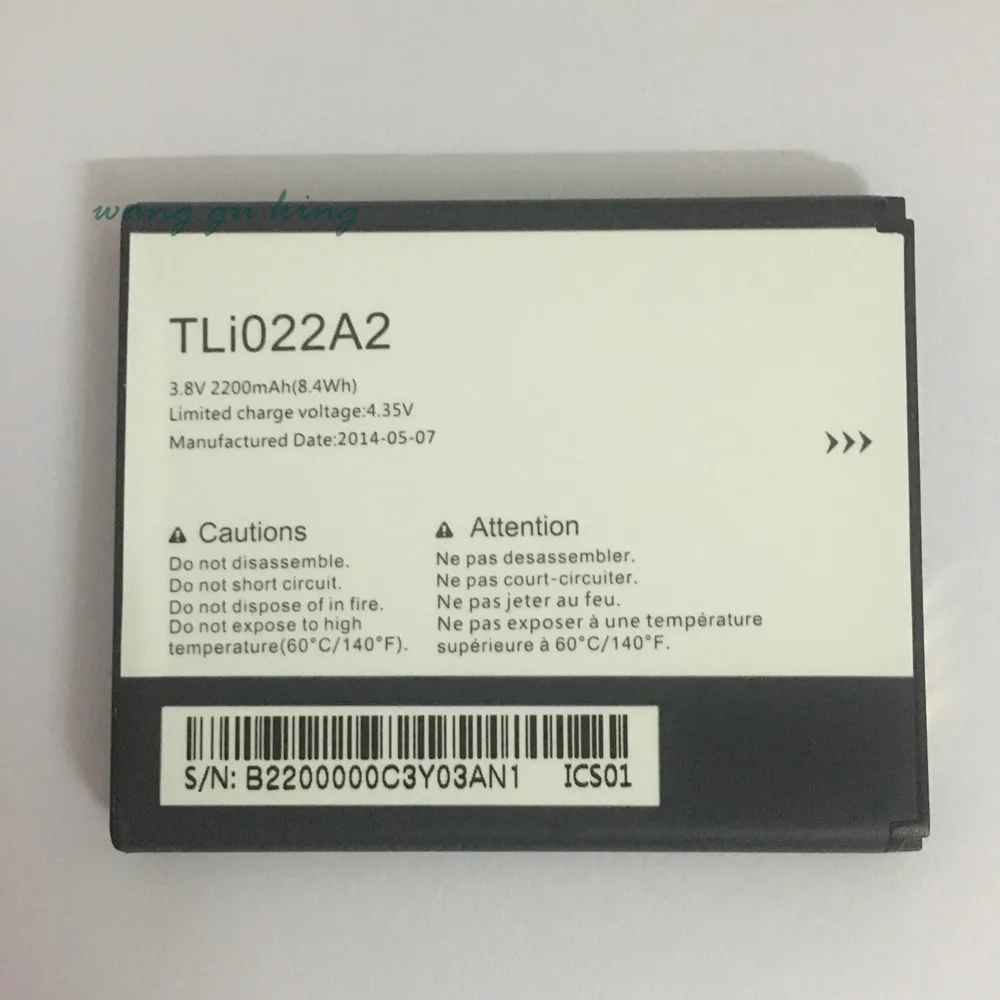 wang gu king
TLi022A2
3.8V 2200mAh(8.4Wh)
Limited charge voltage:4.35V
Manufactured Date:2014-05-07
Cautions
Do not disassemble.
Do not short circuit.
Do not dispose of in fire.
Do not expose to high
temperature(60°C/140°F).
Attention
Ne pas desassembler.
Ne pas court-circuiter.
Ne pas jeter au feu.
Ne pas exposer à une température
supérieure à 60°C/140°F.
S/N: B2200000C3Y03AN1 ICS01